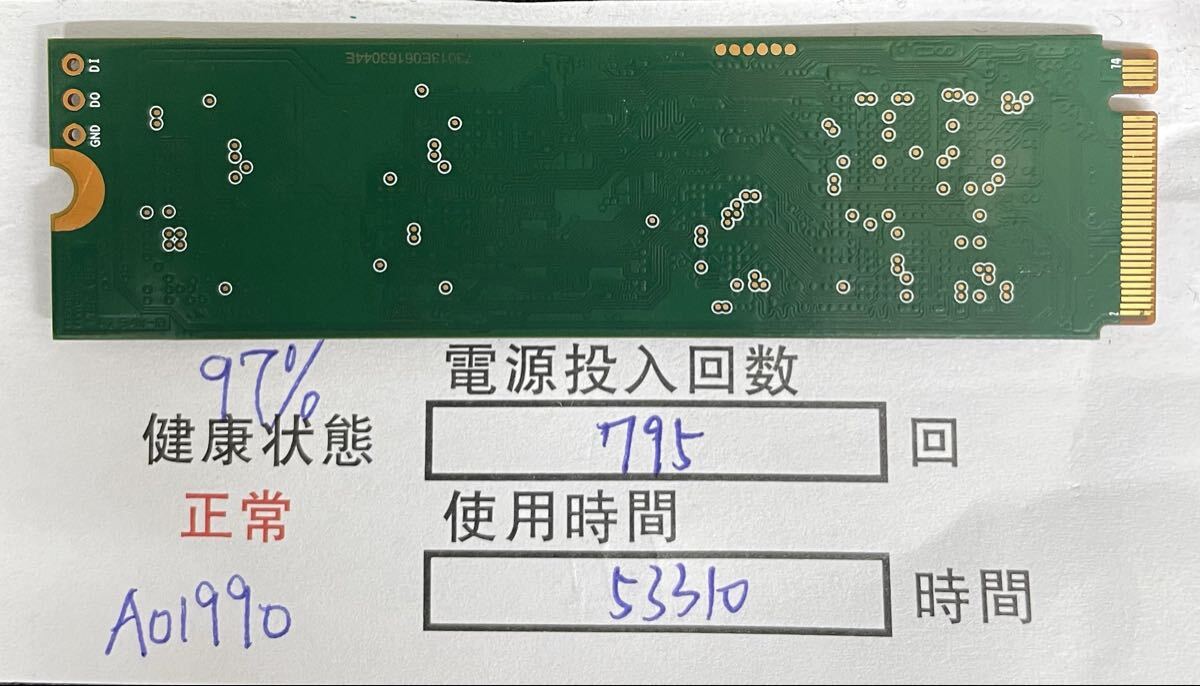 DI
DO
GND
73013E06163044E
14
2
97%
電源投入回数
健康状態
795 回
正常
使用時間
53310 時間
A01990